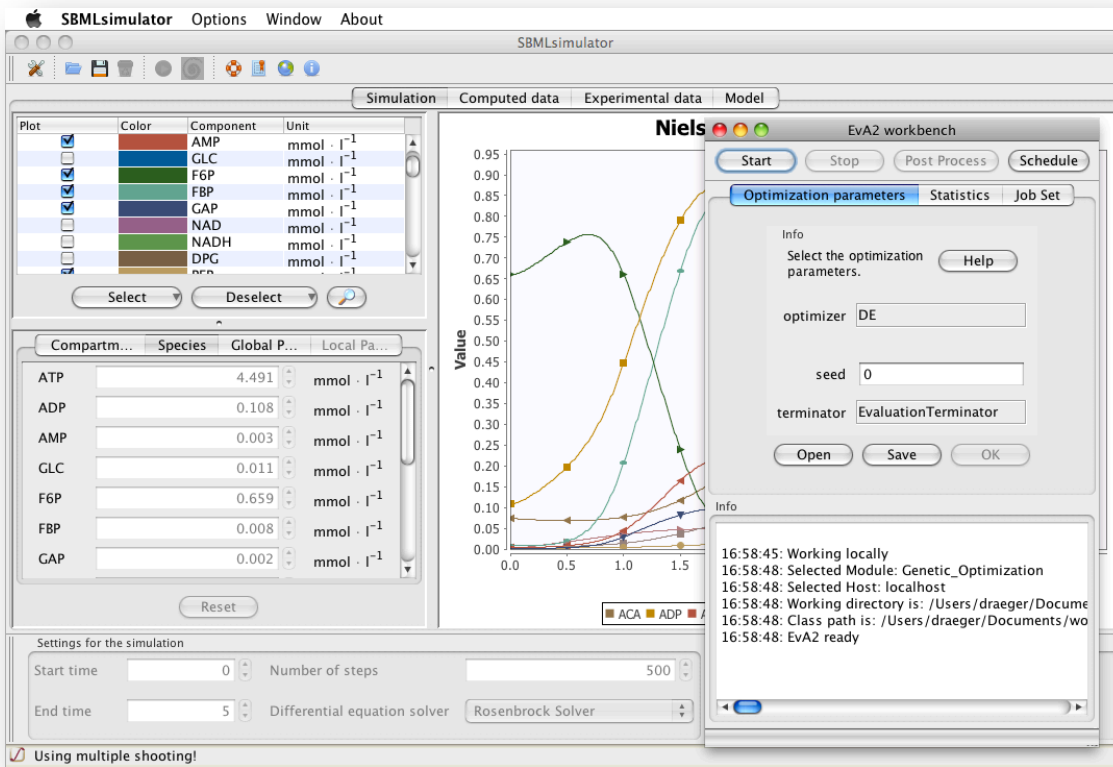 SBMLsimulator Options Window About
SBMLsimulator
Simulation Computed data Experimental data Model
Plot Color Component Unit
AMP mmol · l⁻¹
GLC mmol · l⁻¹
F6P mmol · l⁻¹
FBP mmol · l⁻¹
GAP mmol · l⁻¹
NAD mmol · l⁻¹
NADH mmol · l⁻¹
DPG mmol · l⁻¹
PEP mmol · l⁻¹
Select Deselect
Compartm... Species Global P... Local Pa...
ATP 4.491 mmol · l⁻¹
ADP 0.108 mmol · l⁻¹
AMP 0.003 mmol · l⁻¹
GLC 0.011 mmol · l⁻¹
F6P 0.659 mmol · l⁻¹
FBP 0.008 mmol · l⁻¹
GAP 0.002 mmol · l⁻¹
Reset
Niels
Value
0.95
0.90
0.85
0.80
0.75
0.70
0.65
0.60
0.55
0.50
0.45
0.40
0.35
0.30
0.25
0.20
0.15
0.10
0.05
0.00
0.0 0.5 1.0 1.5
ACA ADP A
EvA2 workbench
Start Stop Post Process Schedule
Optimization parameters Statistics Job Set
Info
Select the optimization
parameters.
Help
optimizer DE
seed 0
terminator EvaluationTerminator
Open Save OK
Info
16:58:45: Working locally
16:58:48: Selected Module: Genetic_Optimization
16:58:48: Selected Host: localhost
16:58:48: Working directory is: /Users/draeger/Docume
16:58:48: Class path is: /Users/draeger/Documents/wo
16:58:48: EvA2 ready
Settings for the simulation
Start time 0 Number of steps 500
End time 5 Differential equation solver Rosenbrock Solver
Using multiple shooting!